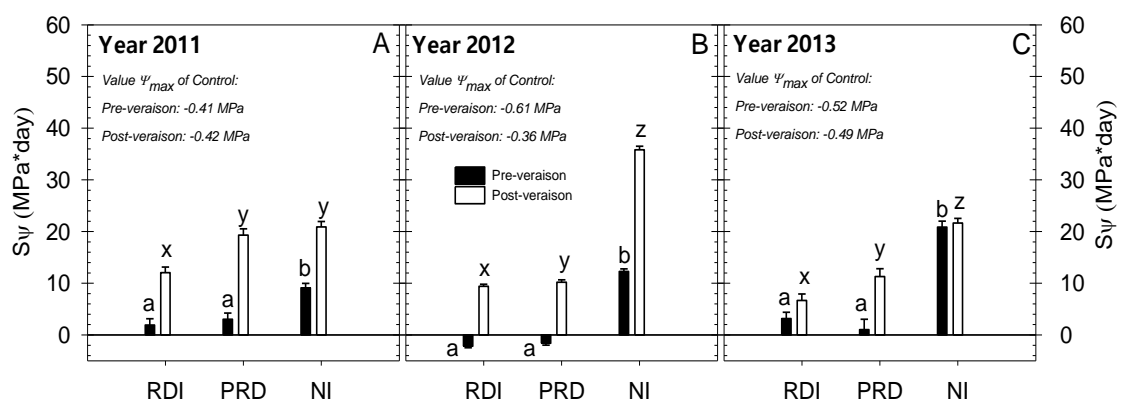 60
50
40
30
20
10
0
Sψ (MPa*day)
Year 2011
A
Value Ψmax of Control:
Pre-veraison: -0.41 MPa
Post-veraison: -0.42 MPa
a
x
a
y
b
y
RDI PRD NI
Year 2012
B
Value Ψmax of Control:
Pre-veraison: -0.61 MPa
Post-veraison: -0.36 MPa
Pre-veraison
Post-veraison
a
x
a
y
b
z
RDI PRD NI
Year 2013
C
Value Ψmax of Control:
Pre-veraison: -0.52 MPa
Post-veraison: -0.49 MPa
a
x
a
y
b
z
RDI PRD NI
60
50
40
30
20
10
0
Sψ (MPa*day)